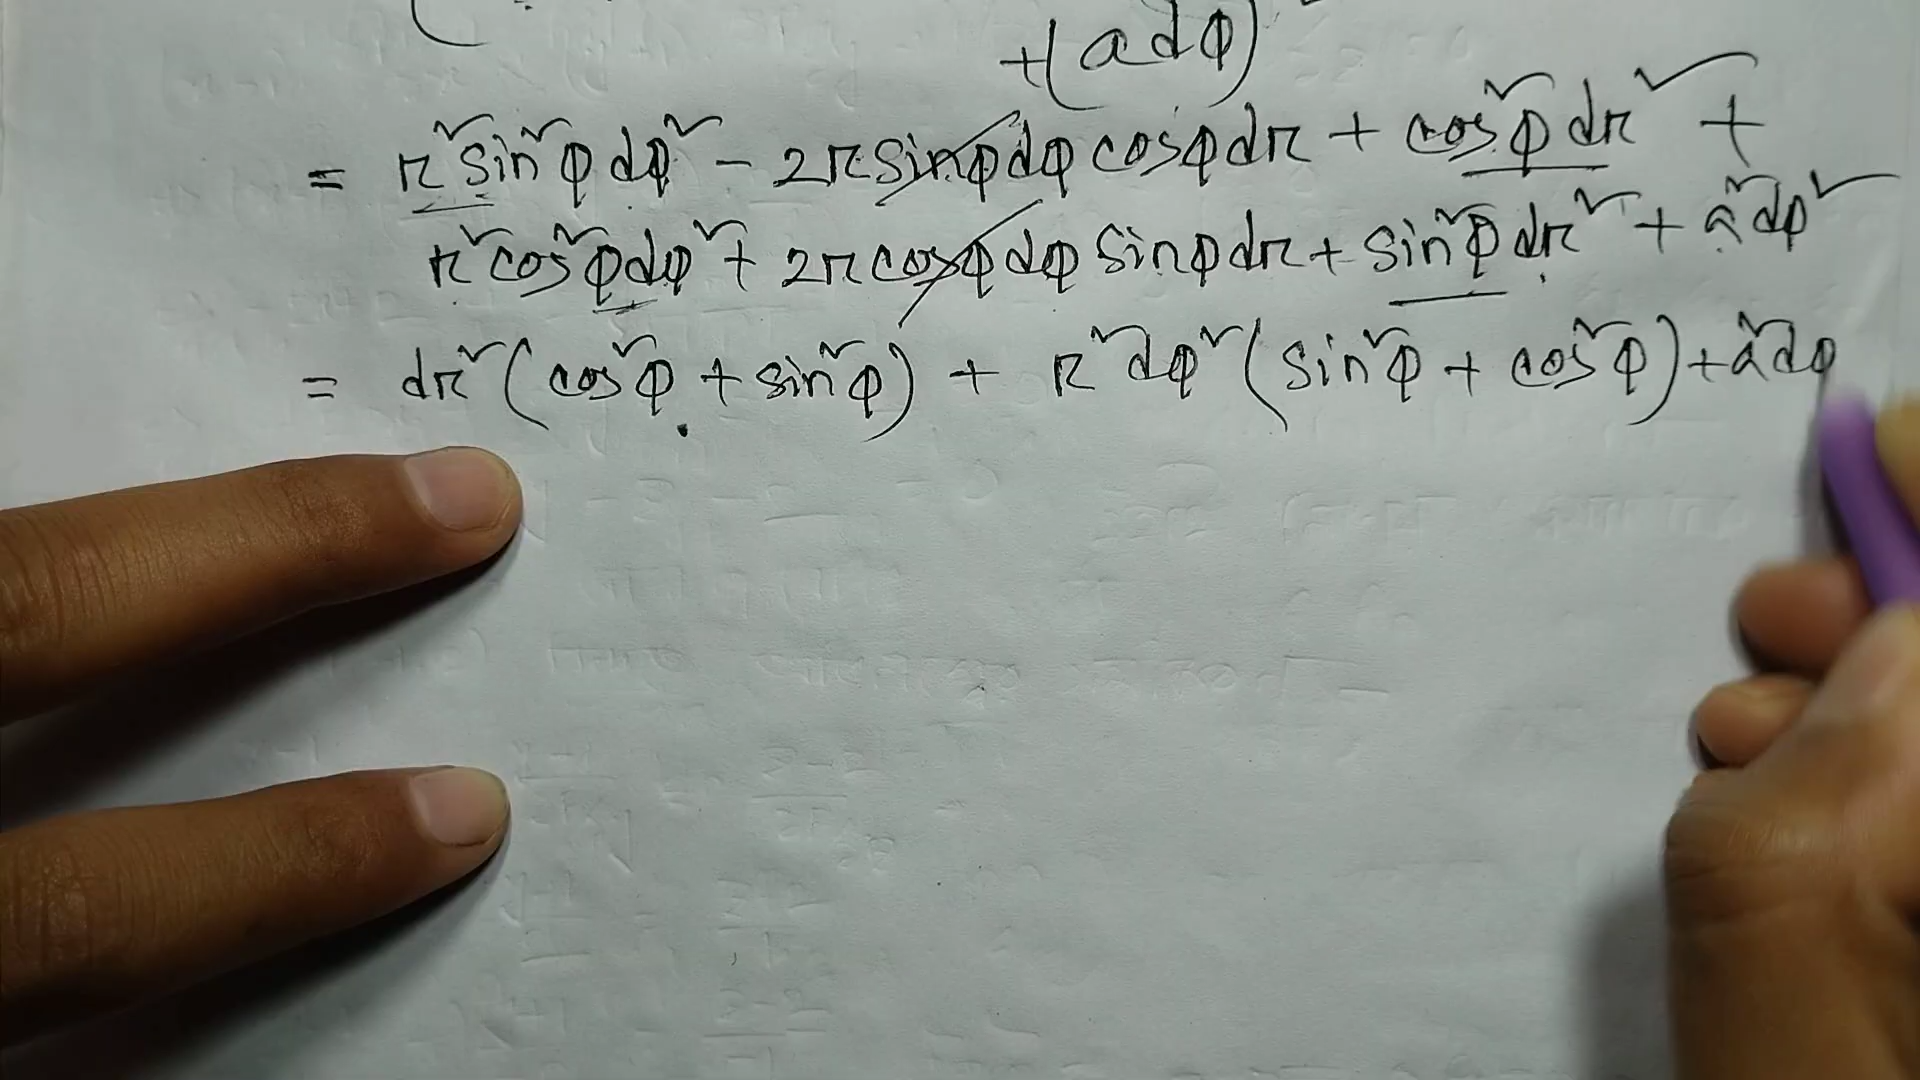 +(a dφ)²
= r² sin²φ dφ² − 2r sinφ dφ cosφ dr + cos²φ dr² +
r² cos²φ dφ² + 2r cosφ dφ sinφ dr + sin²φ dr² + a² dφ²
= dr² (cos²φ + sin²φ) + r² dφ² (sin²φ + cos²φ) + a² dφ